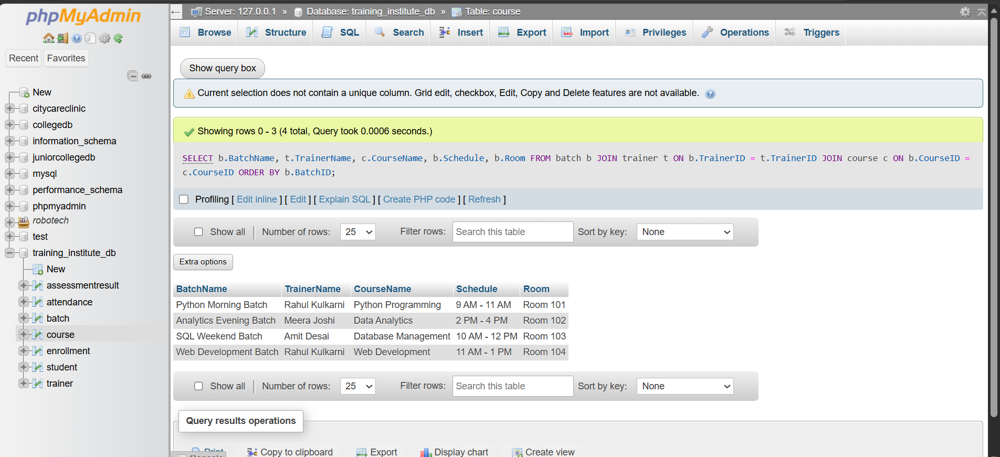 phpMyAdmin
Recent Favorites
New
citycareclinic
collegedb
information_schema
juniorcollegedb
mysql
performance_schema
phpmyadmin
robotech
test
training_institute_db
New
assessmentresult
attendance
batch
course
enrollment
student
trainer
Server: 127.0.0.1 » Database: training_institute_db » Table: course
Browse Structure SQL Search Insert Export Import Privileges Operations Triggers
Show query box
Current selection does not contain a unique column. Grid edit, checkbox, Edit, Copy and Delete features are not available.
Showing rows 0 - 3 (4 total, Query took 0.0006 seconds.)
SELECT b.BatchName, t.TrainerName, c.CourseName, b.Schedule, b.Room FROM batch b JOIN trainer t ON b.TrainerID = t.TrainerID JOIN course c ON b.CourseID =
c.CourseID ORDER BY b.BatchID;
Profiling [ Edit inline ] [ Edit ] [ Explain SQL ] [ Create PHP code ] [ Refresh ]
Show all | Number of rows: 25 Filter rows: Search this table Sort by key: None
Extra options
BatchName TrainerName CourseName Schedule Room
Python Morning Batch Rahul Kulkarni Python Programming 9 AM - 11 AM Room 101
Analytics Evening Batch Meera Joshi Data Analytics 2 PM - 4 PM Room 102
SQL Weekend Batch Amit Desai Database Management 10 AM - 12 PM Room 103
Web Development Batch Rahul Kulkarni Web Development 11 AM - 1 PM Room 104
Show all | Number of rows: 25 Filter rows: Search this table Sort by key: None
Query results operations
Print Copy to clipboard Export Display chart Create view
Console